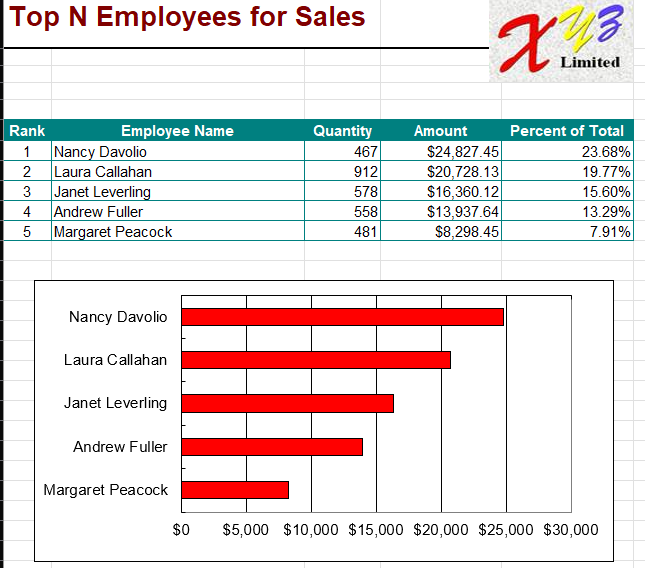 Top N Employees for Sales
XYZ
Limited
Rank Employee Name Quantity Amount Percent of Total
1 Nancy Davolio 467 $24,827.45 23.68%
2 Laura Callahan 912 $20,728.13 19.77%
3 Janet Leverling 578 $16,360.12 15.60%
4 Andrew Fuller 558 $13,937.64 13.29%
5 Margaret Peacock 481 $8,298.45 7.91%
Nancy Davolio
Laura Callahan
Janet Leverling
Andrew Fuller
Margaret Peacock
$0 $5,000 $10,000 $15,000 $20,000 $25,000 $30,000